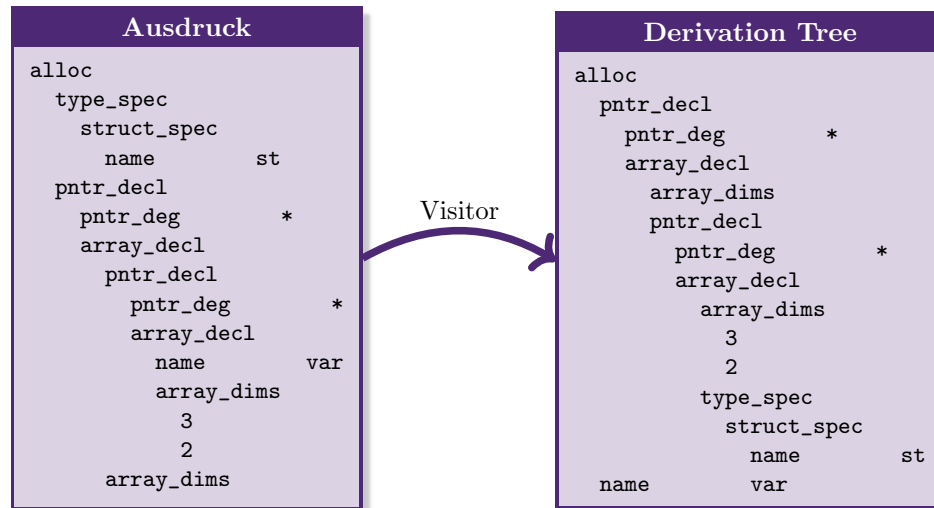 Ausdruck
alloc
  type_spec
    struct_spec
      name        st
  pntr_decl
    pntr_deg        *
    array_decl
      pntr_decl
        pntr_deg        *
        array_decl
          name        var
          array_dims
            3
            2
      array_dims
Visitor
Derivation Tree
alloc
  pntr_decl
    pntr_deg        *
    array_decl
      array_dims
      pntr_decl
        pntr_deg        *
        array_decl
          array_dims
            3
            2
          type_spec
            struct_spec
              name        st
  name        var